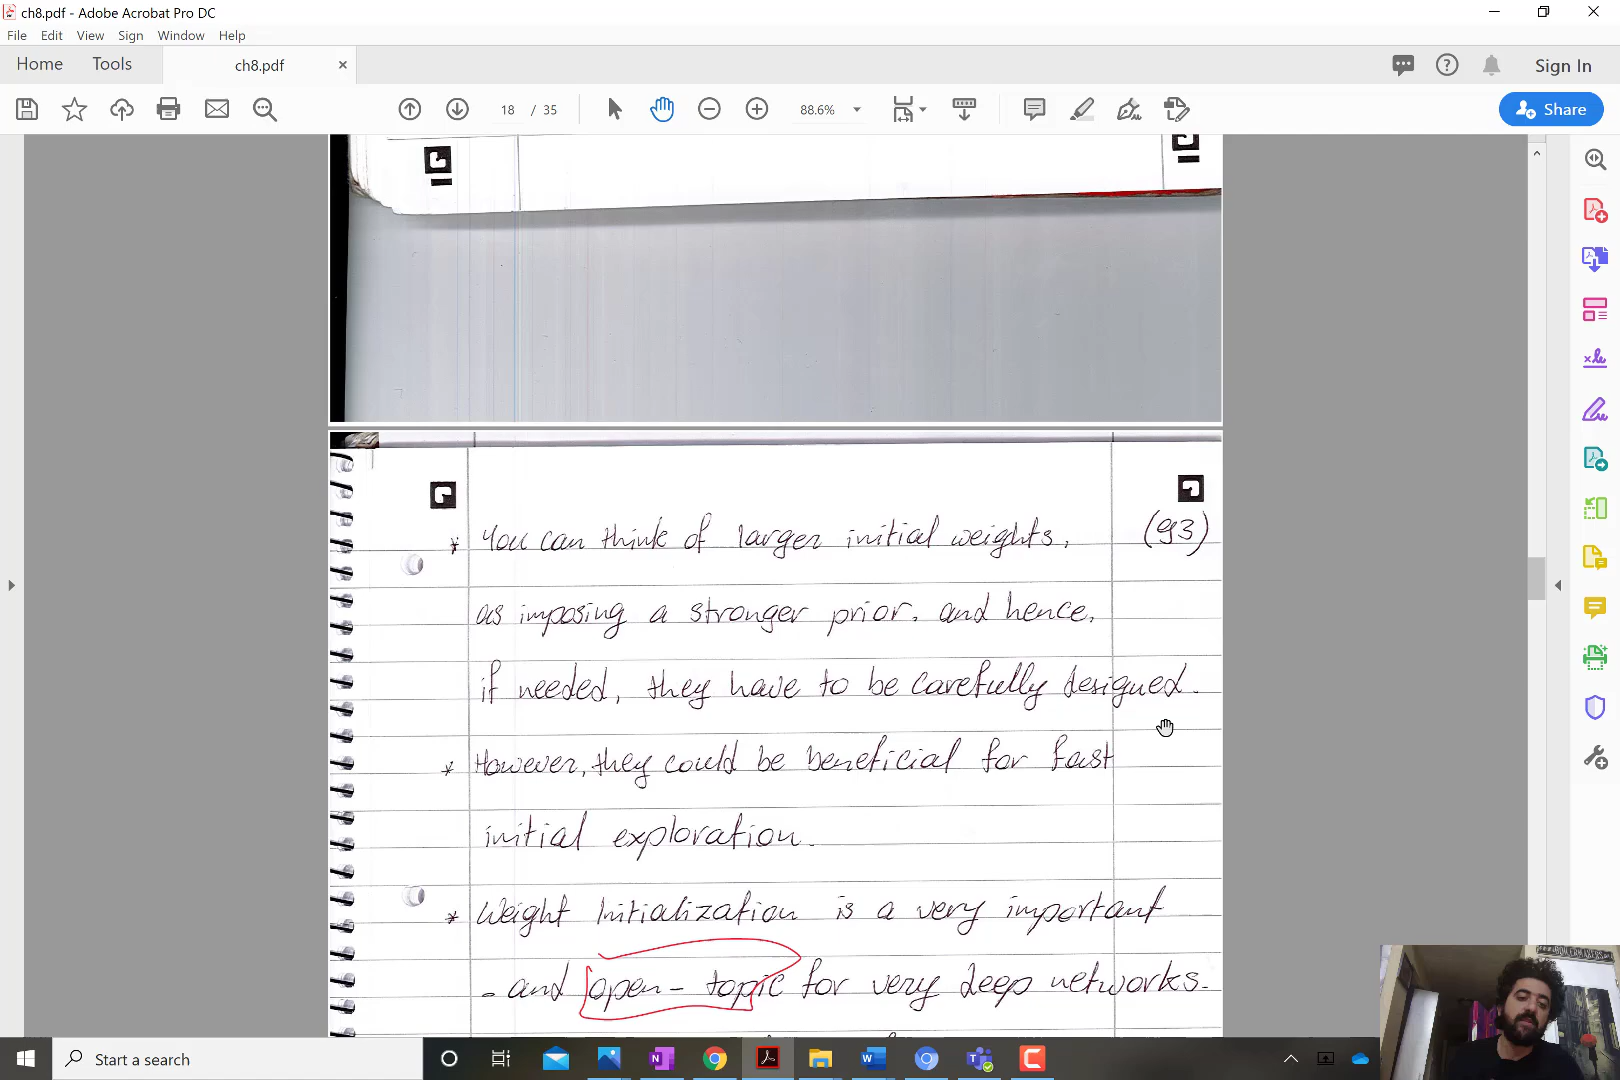 ch8.pdf - Adobe Acrobat Pro DC
File Edit View Sign Window Help
Home Tools ch8.pdf × Sign In
18 / 35 88.6% Share
* You can think of larger initial weights, (93)
as imposing a stronger prior. and hence,
if needed, they have to be carefully designed.
* However, they could be beneficial for fast
initial exploration.
* Weight Initialization is a very important
- and open-topic for very deep networks.
Start a search